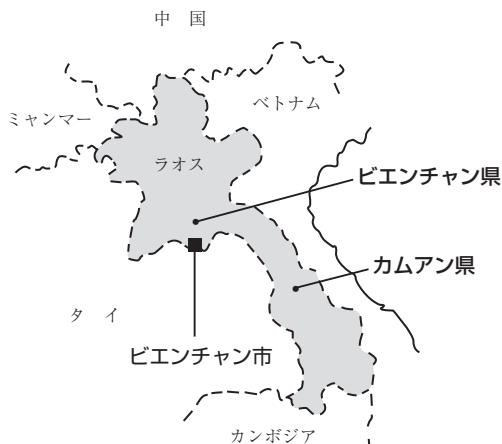 中 国
ベトナム
ミャンマー
ラオス
ビエンチャン県
カムアン県
タ イ
ビエンチャン市
カンボジア